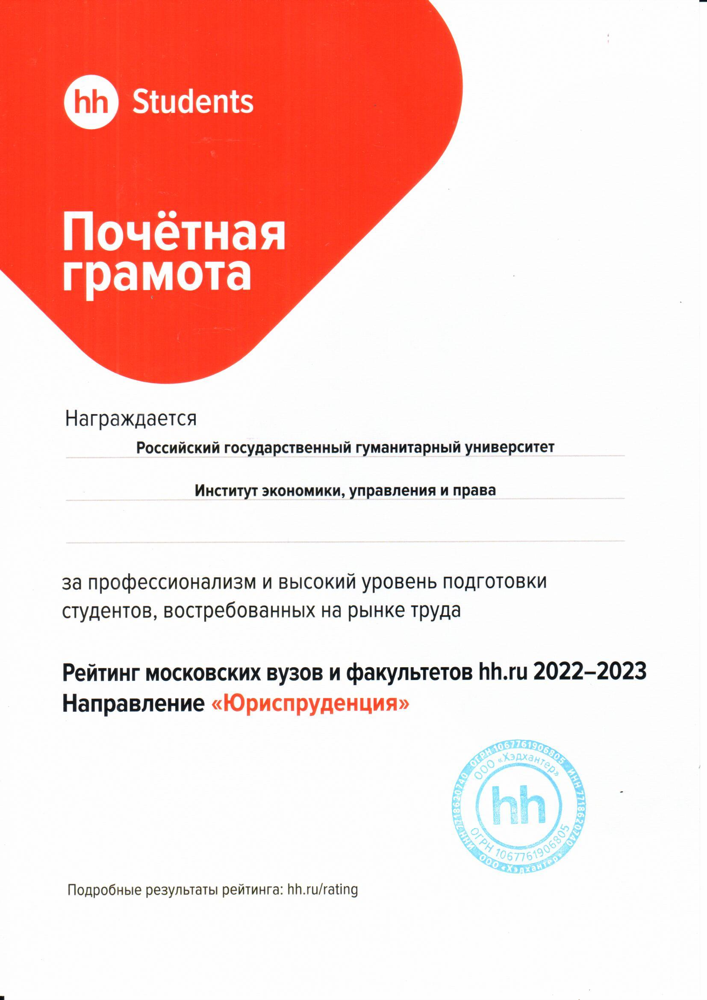 hh Students
Почётная
грамота
Награждается
Российский государственный гуманитарный университет
Институт экономики, управления и права
за профессионализм и высокий уровень подготовки
студентов, востребованных на рынке труда
Рейтинг московских вузов и факультетов hh.ru 2022–2023
Направление «Юриспруденция»
ОГРН 1067761906805 ИНН 7718620740 ООО «Хэдхантер» ИНН 7718620740
ООО «Хэдхантер»
hh
ОГРН 1067761906805
Подробные результаты рейтинга: hh.ru/rating